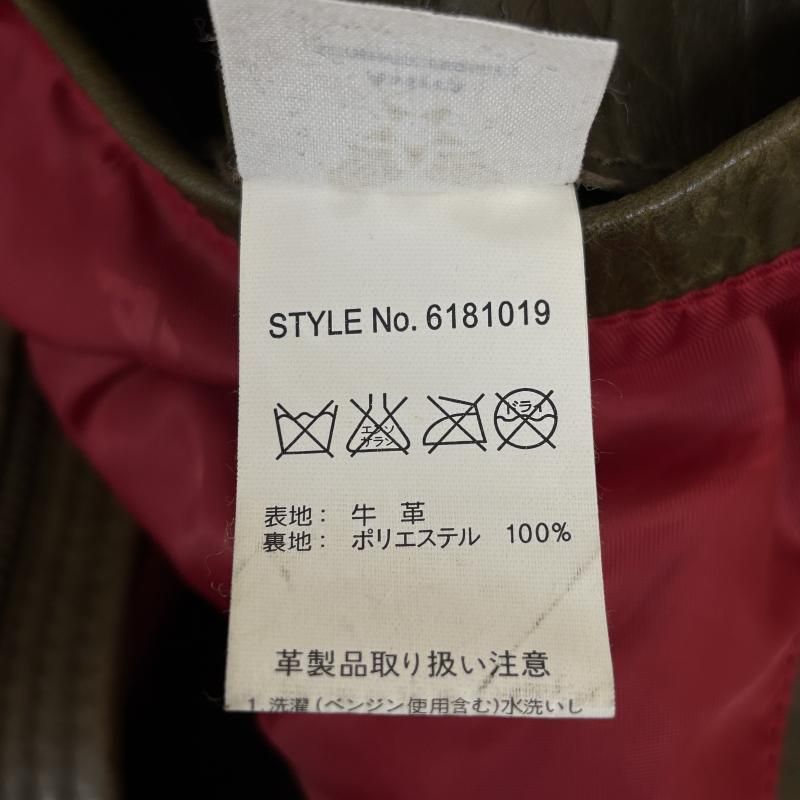 STYLE No. 6181019
エンソ
サラシ
ドライ
表地: 牛 革
裏地: ポリエステル 100%
革製品取り扱い注意
1.洗濯(ベンジン使用含む)水洗いし